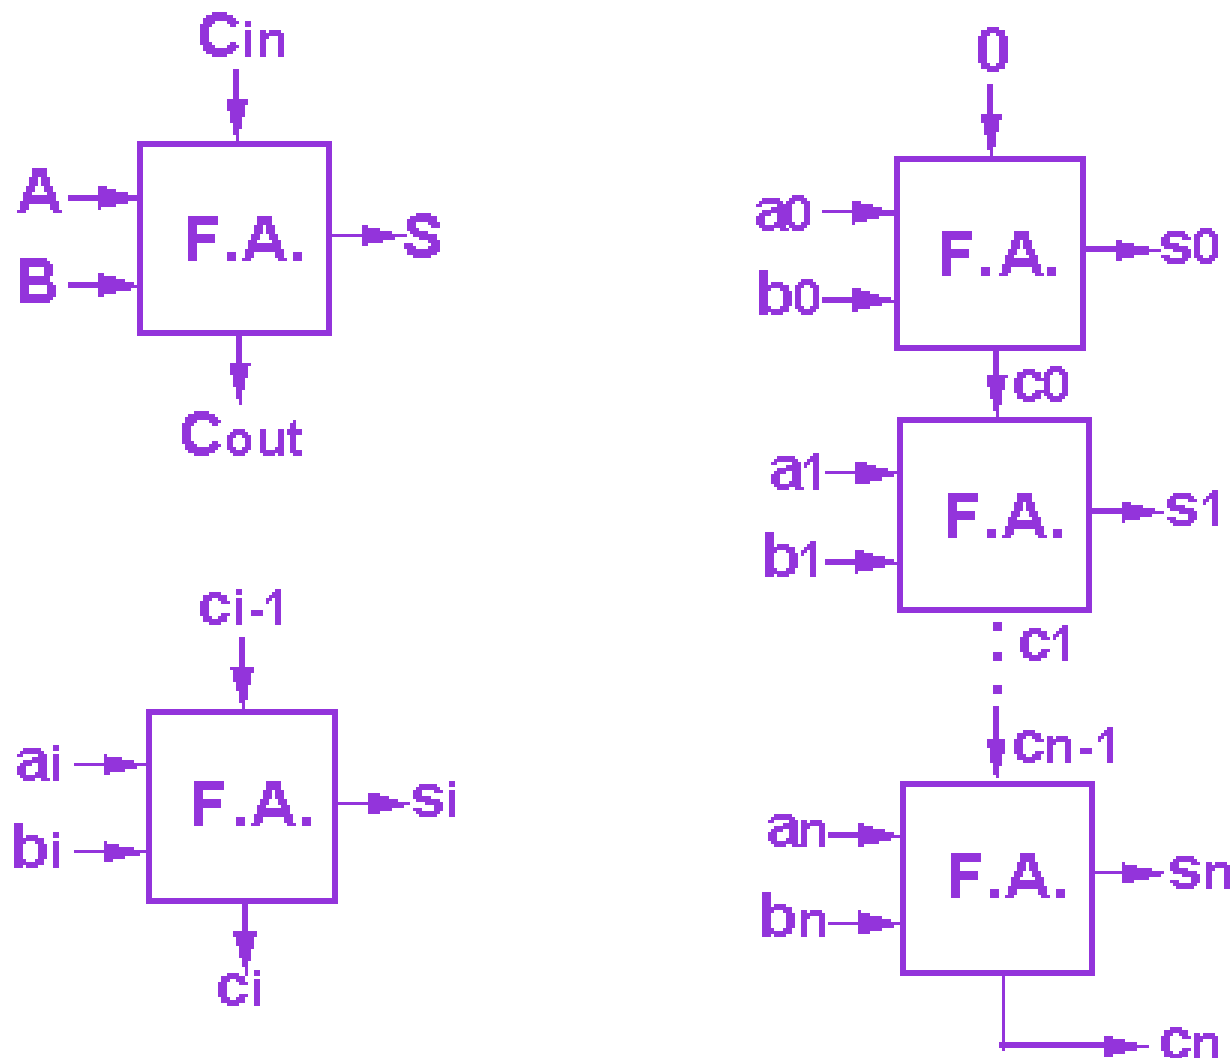 Cin
A
F.A.
S
B
Cout
ci-1
ai
F.A.
si
bi
ci
0
a0
F.A.
s0
b0
c0
a1
F.A.
s1
b1
c1
cn-1
an
F.A.
sn
bn
cn